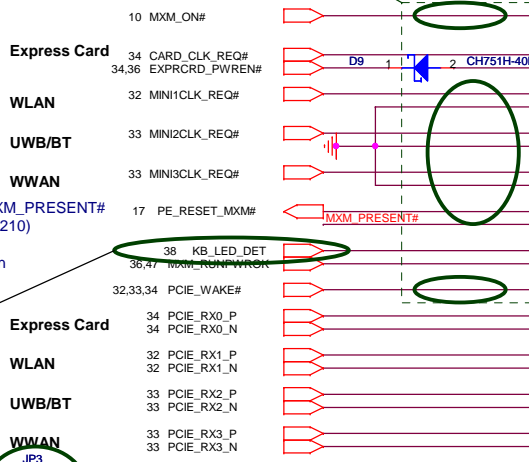 10 MXM_ON#
Express Card
34 CARD_CLK_REQ#
34,36 EXPRCRD_PWREN#
D9 1 2 CH751H-40
WLAN
32 MINI1CLK_REQ#
UWB/BT
33 MINI2CLK_REQ#
WWAN
33 MINI3CLK_REQ#
XM_PRESENT#
17 PE_RESET_MXM#
MXM_PRESENT#
210)
38 KB_LED_DET
36,47 MXM_RUNPWROK
32,33,34 PCIE_WAKE#
Express Card
34 PCIE_RX0_P
34 PCIE_RX0_N
WLAN
32 PCIE_RX1_P
32 PCIE_RX1_N
UWB/BT
33 PCIE_RX2_P
33 PCIE_RX2_N
WWAN
33 PCIE_RX3_P
33 PCIE_RX3_N
JP3